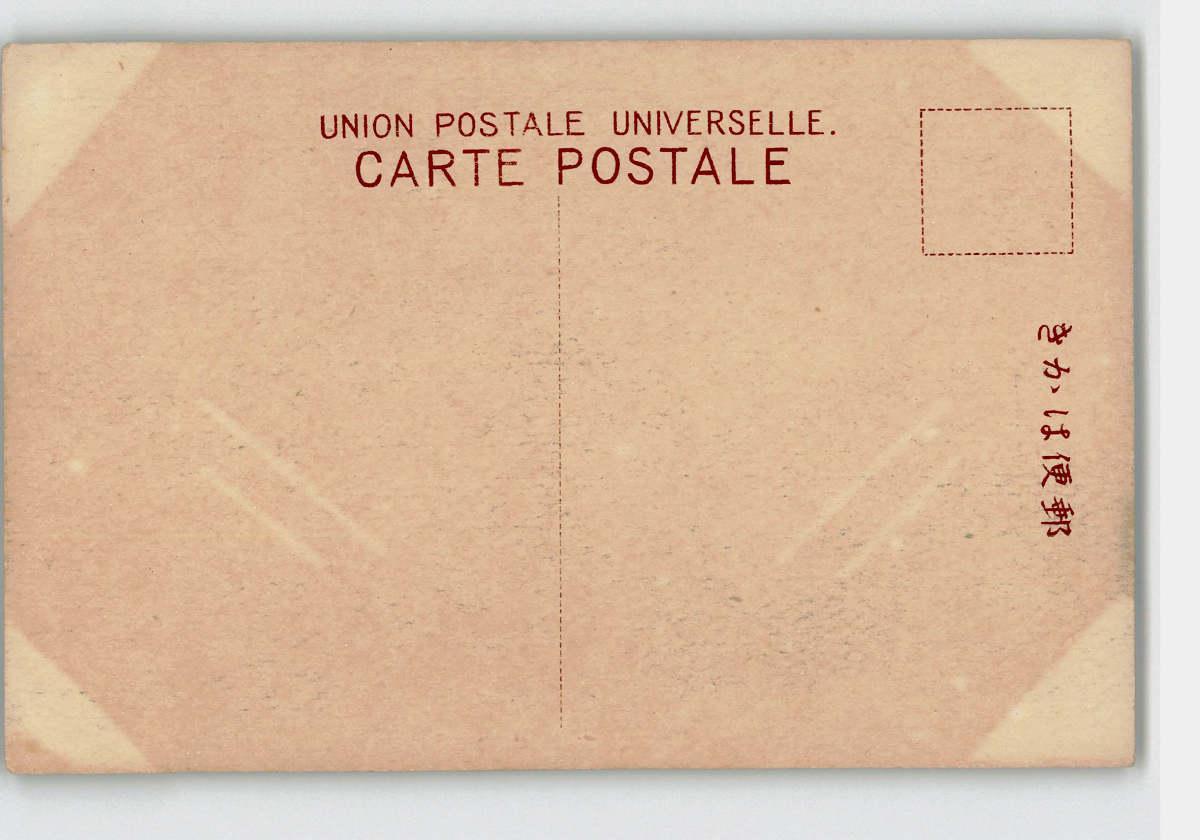 UNION POSTALE UNIVERSELLE.
CARTE POSTALE
きかは便郵